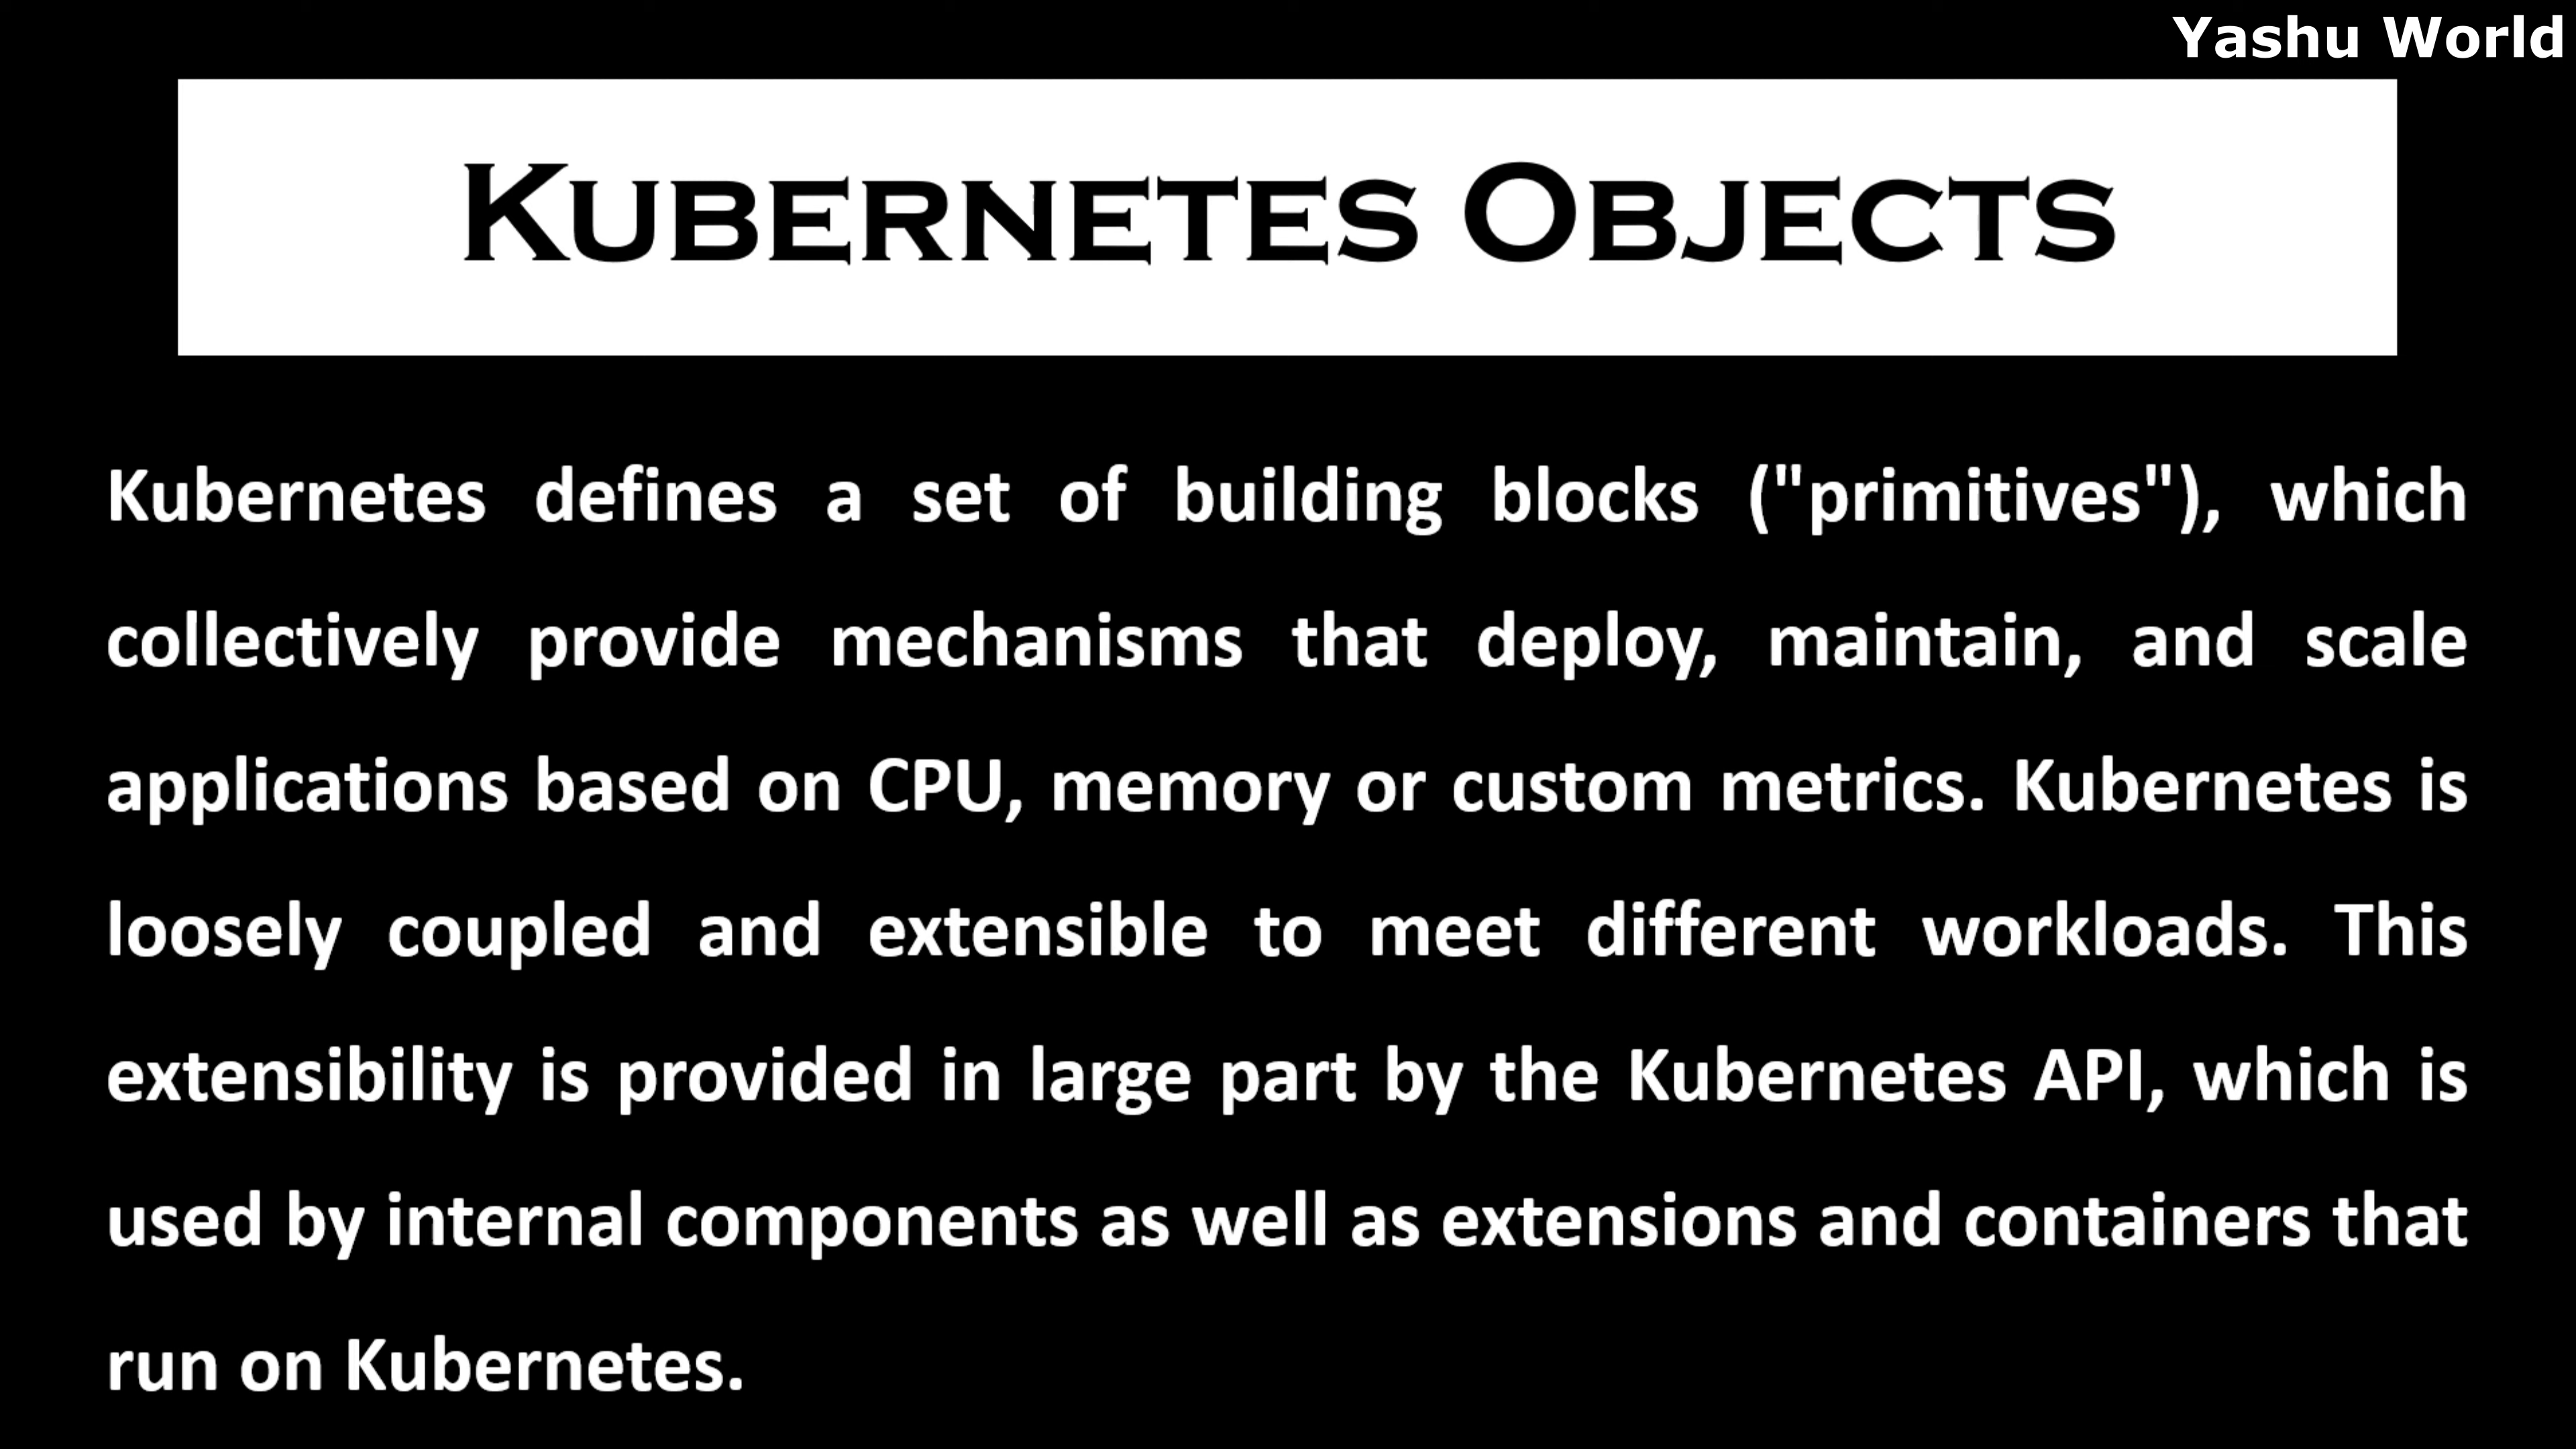 Yashu World
Kubernetes Objects
Kubernetes defines a set of building blocks ("primitives"), which
collectively provide mechanisms that deploy, maintain, and scale
applications based on CPU, memory or custom metrics. Kubernetes is
loosely coupled and extensible to meet different workloads. This
extensibility is provided in large part by the Kubernetes API, which is
used by internal components as well as extensions and containers that
run on Kubernetes.